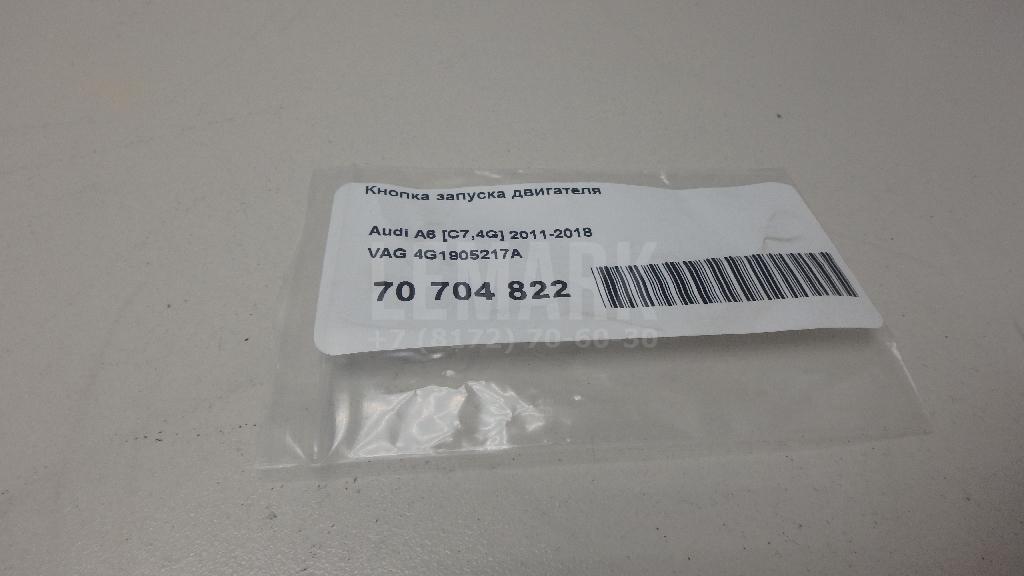 Кнопка запуска двигателя
Audi A6 [C7,4G] 2011-2018
VAG 4G1905217A
70 704 822
LEMARK
+7 (8172) 70-60-30